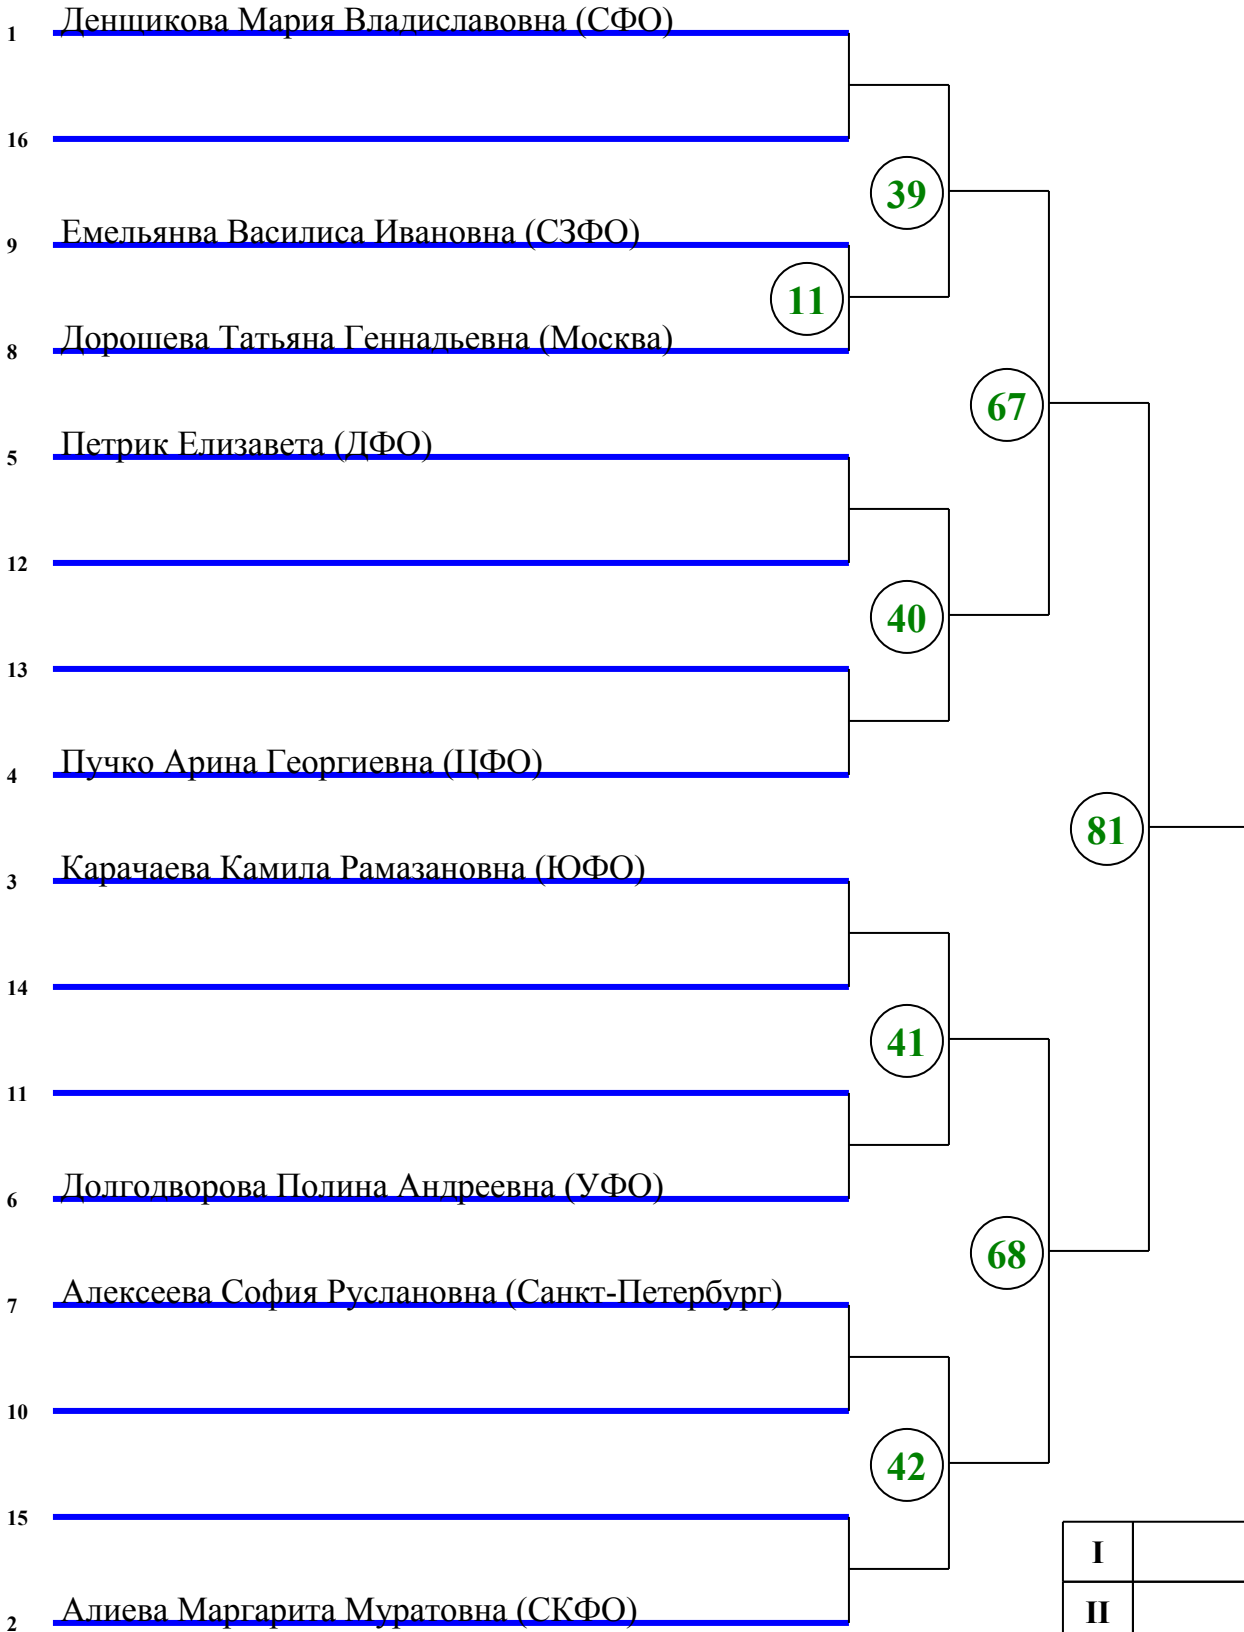 1 Денщикова Мария Владиславовна (СФО)
16
39
9 Емельянва Василиса Ивановна (СЗФО)
11
8 Дорошева Татьяна Геннадьевна (Москва)
67
5 Петрик Елизавета (ДФО)
12
40
13
4 Пучко Арина Георгиевна (ЦФО)
81
3 Карачаева Камила Рамазановна (ЮФО)
14
41
11
6 Долгодворова Полина Андреевна (УФО)
68
7 Алексеева София Руслановна (Санкт-Петербург)
10
42
15
I
2 Алиева Маргарита Муратовна (СКФО)
II